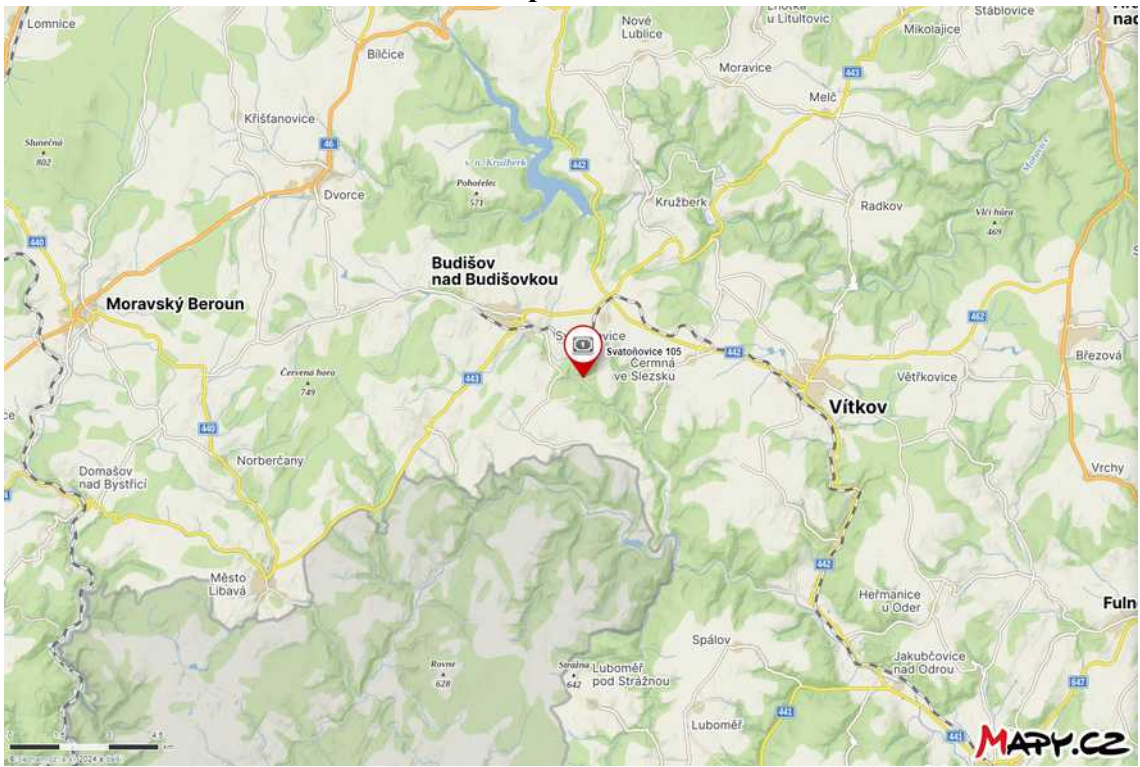 Lomnice
Bílčice
Nové
Lublice
u Litultovic
Stáblovice
Mikolajice
nad
Moravice
443
Melč
Křišťanovice
46
Slunečná
802
Dvorce
Pohořelec
571
442
Kružberk
Moravice
Radkov
Vlčí hůra
469
440
Moravský Beroun
Budišov
nad Budišovkou
462
Březová
Svatoňovice 105
Čermná
ve Slezsku
442
Větřkovice
Červená hora
749
443
Vítkov
440
Norberčany
Domašov
nad Bystřicí
Vrchy
Město
Libavá
442
Heřmanice
u Oder
Fuln
Spálov
Rovné
628
Strážná
642
Luboměř
pod Strážnou
Jakubčovice
nad Odrou
647
441
Luboměř
441
MAPY.CZ